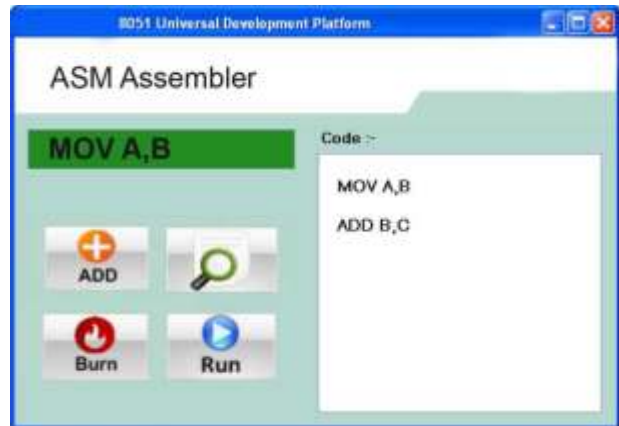 8051 Universal Development Platform
ASM Assembler
MOV A,B
Code :-
MOV A,B
ADD B,C
ADD
Burn
Run